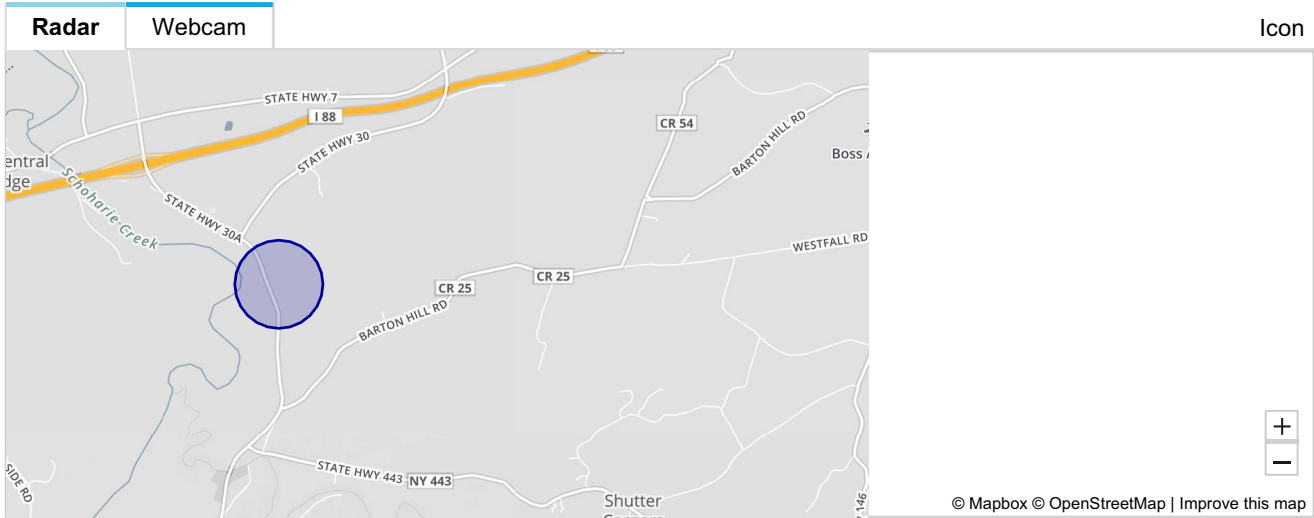 Radar
Webcam
Icon
STATE HWY 7
I 88
STATE HWY 30
CR 54
BARTON HILL RD
Boss
entral
dge
Schoharie Creek
STATE HWY 30A
WESTFALL RD
CR 25
CR 25
BARTON HILL RD
STATE HWY 443
NY 443
SIDE RD
Shutter
146
+
−
© Mapbox © OpenStreetMap | Improve this map